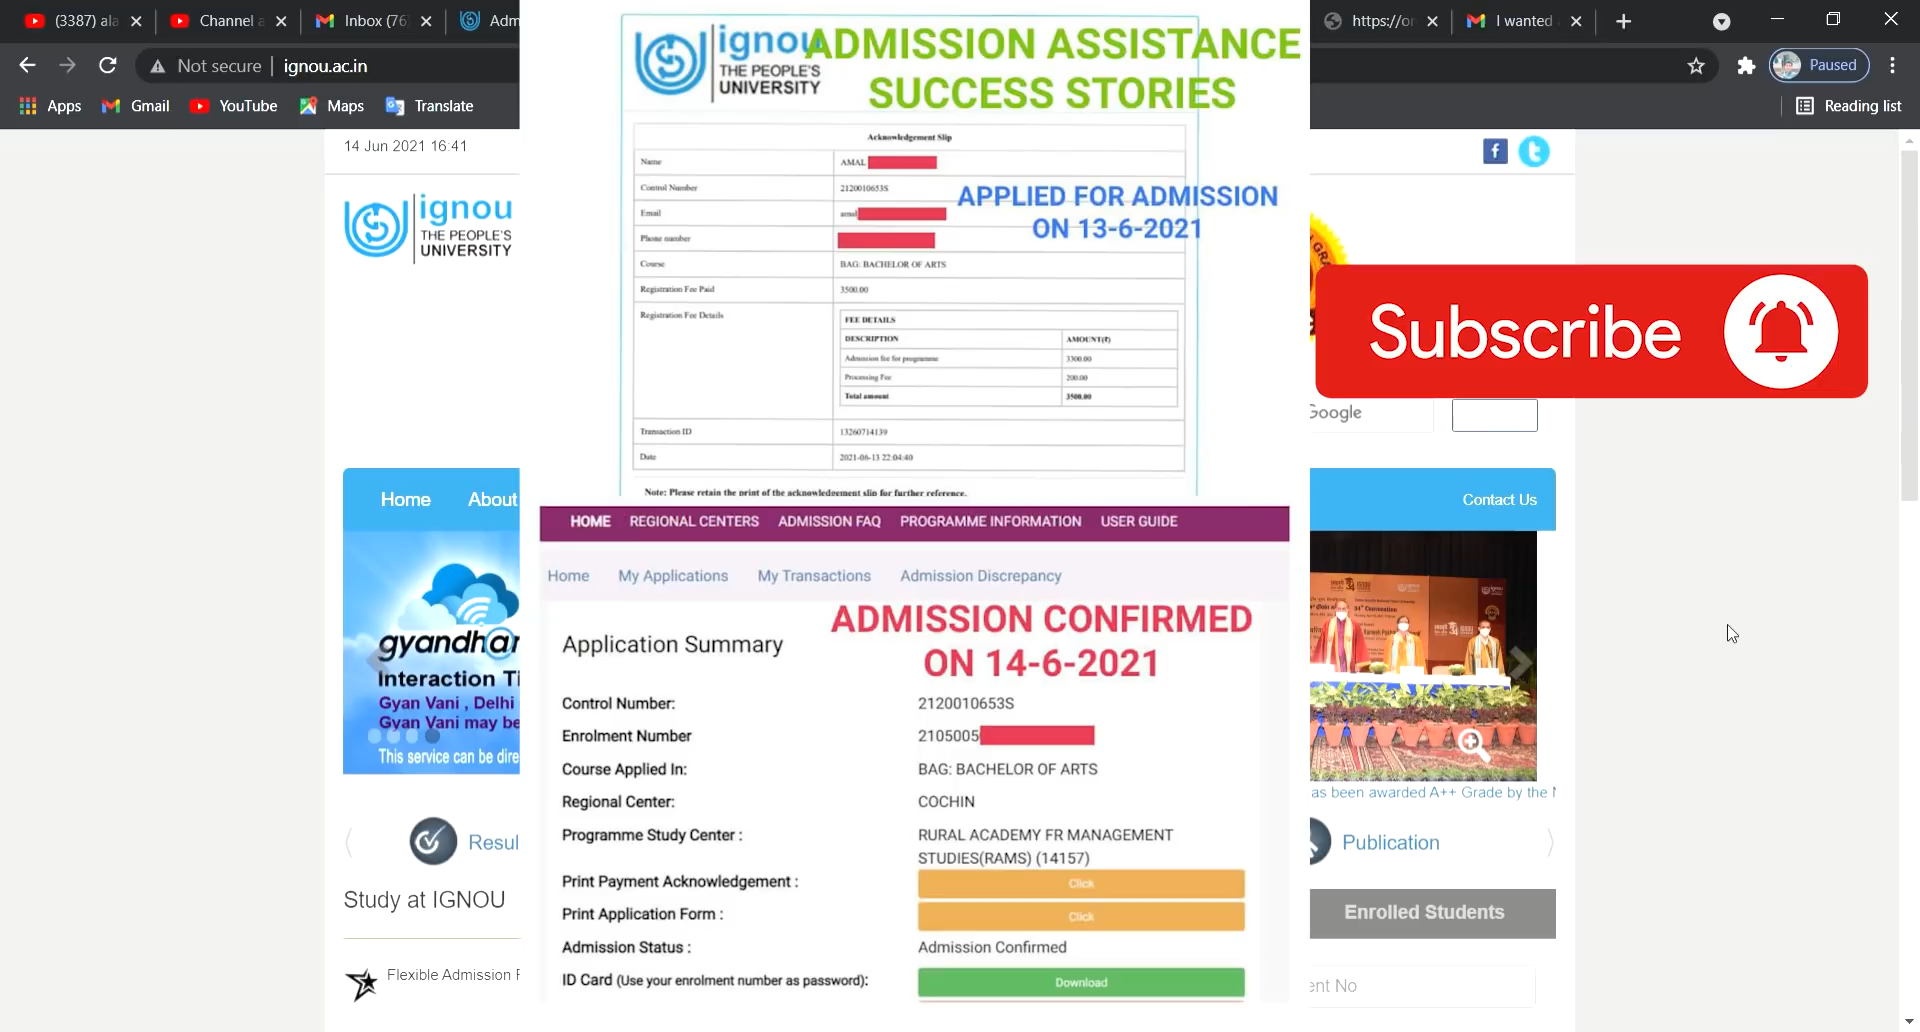 (3387) ala
Channel a
Inbox (76
Adm
https://o
I wanted
Not secure
ignou.ac.in
Paused
Apps
Gmail
YouTube
Maps
Translate
Reading list
14 Jun 2021 16:41
ignou
THE PEOPLE'S
UNIVERSITY
Home
About
Contact Us
ignou
THE PEOPLE'S
UNIVERSITY
ADMISSION ASSISTANCE
SUCCESS STORIES
Acknowledgement Slip
Name AMAL
Control Number 2120010653S
Email amal
Phone number
Course BAG: BACHELOR OF ARTS
Registration Fee Paid 3500.00
Registration Fee Details
FEE DETAILS
DESCRIPTION AMOUNT(₹)
Admission fee for programme 3300.00
Processing Fee 200.00
Total amount 3500.00
Transaction ID 13260714139
Date 2021-06-13 22:04:40
Note: Please retain the print of the acknowledgement slip for further reference.
APPLIED FOR ADMISSION
ON 13-6-2021
Subscribe
Google
HOME REGIONAL CENTERS ADMISSION FAQ PROGRAMME INFORMATION USER GUIDE
Home My Applications My Transactions Admission Discrepancy
ADMISSION CONFIRMED
ON 14-6-2021
Application Summary
Control Number: 2120010653S
Enrolment Number 2105005
Course Applied In: BAG: BACHELOR OF ARTS
Regional Center: COCHIN
Programme Study Center : RURAL ACADEMY FR MANAGEMENT
STUDIES(RAMS) (14157)
Print Payment Acknowledgement : Click
Print Application Form : Click
Admission Status : Admission Confirmed
ID Card (Use your enrolment number as password): Download
gyandhar
Interaction Ti
Gyan Vani , Delhi
Gyan Vani may be
This service can be dire
Resul
Study at IGNOU
Flexible Admission
34th Convention
as been awarded A++ Grade by the
Publication
Enrolled Students
ent No